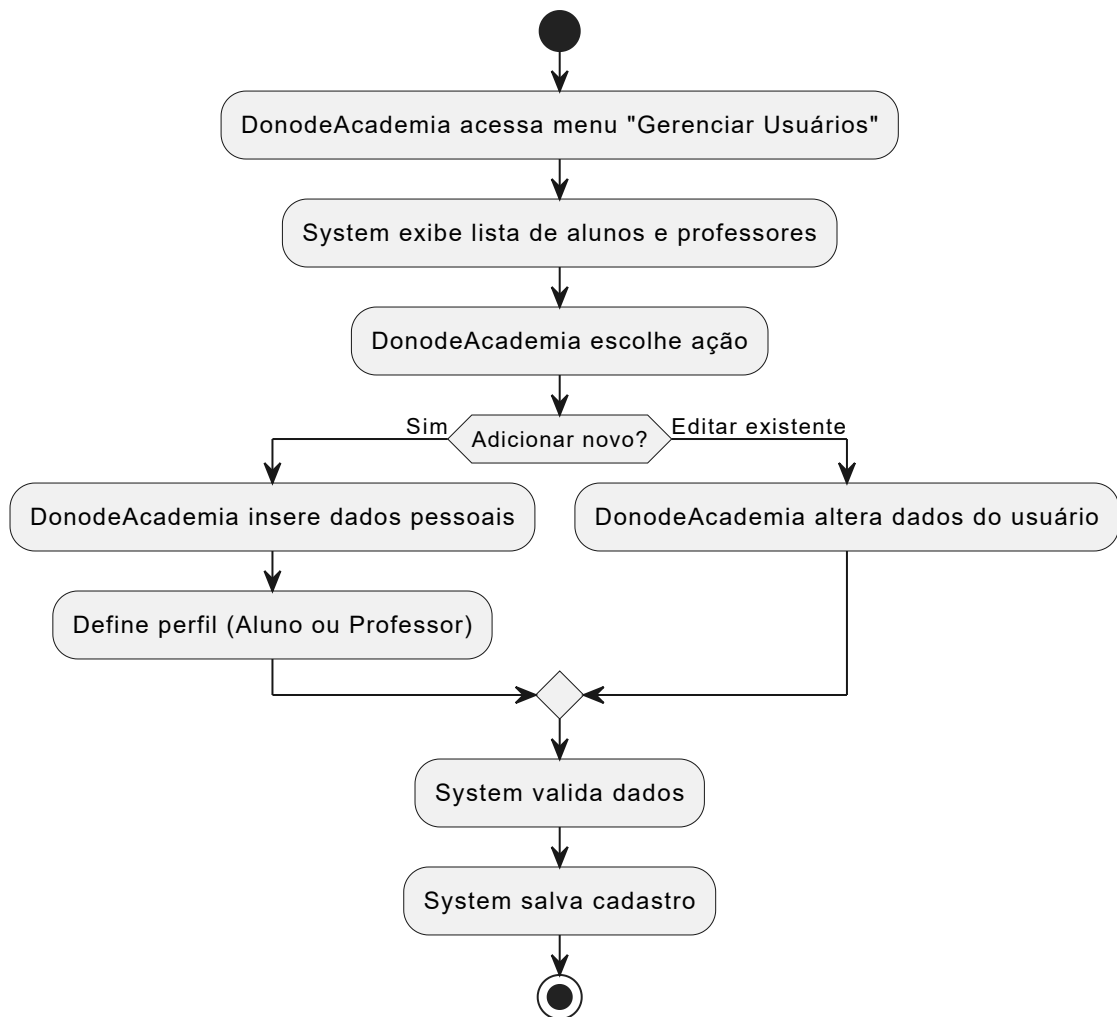 DonodeAcademia acessa menu "Gerenciar Usuários"
System exibe lista de alunos e professores
DonodeAcademia escolhe ação
Sim
Adicionar novo?
Editar existente
DonodeAcademia insere dados pessoais
DonodeAcademia altera dados do usuário
Define perfil (Aluno ou Professor)
System valida dados
System salva cadastro